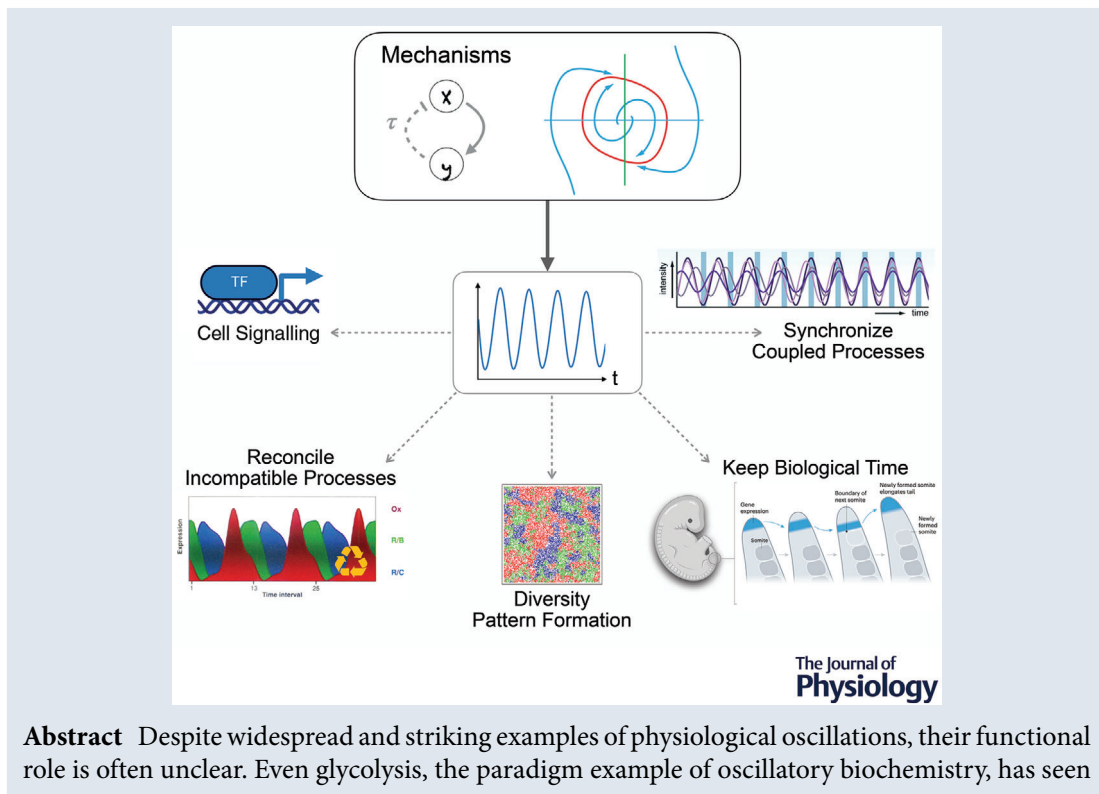 Mechanisms
x
τ
y
TF
Cell Signalling
intensity
time
Synchronize
Coupled Processes
t
Reconcile
Incompatible Processes
Expression
Ox
R/B
R/C
1
13
25
Time interval
Diversity
Pattern Formation
Keep Biological Time
Gene
expression
Somite
Boundary of
next somite
Newly formed somite
elongates tail
Newly
formed
somite
The Journal of
Physiology
Abstract Despite widespread and striking examples of physiological oscillations, their functional
role is often unclear. Even glycolysis, the paradigm example of oscillatory biochemistry, has seen